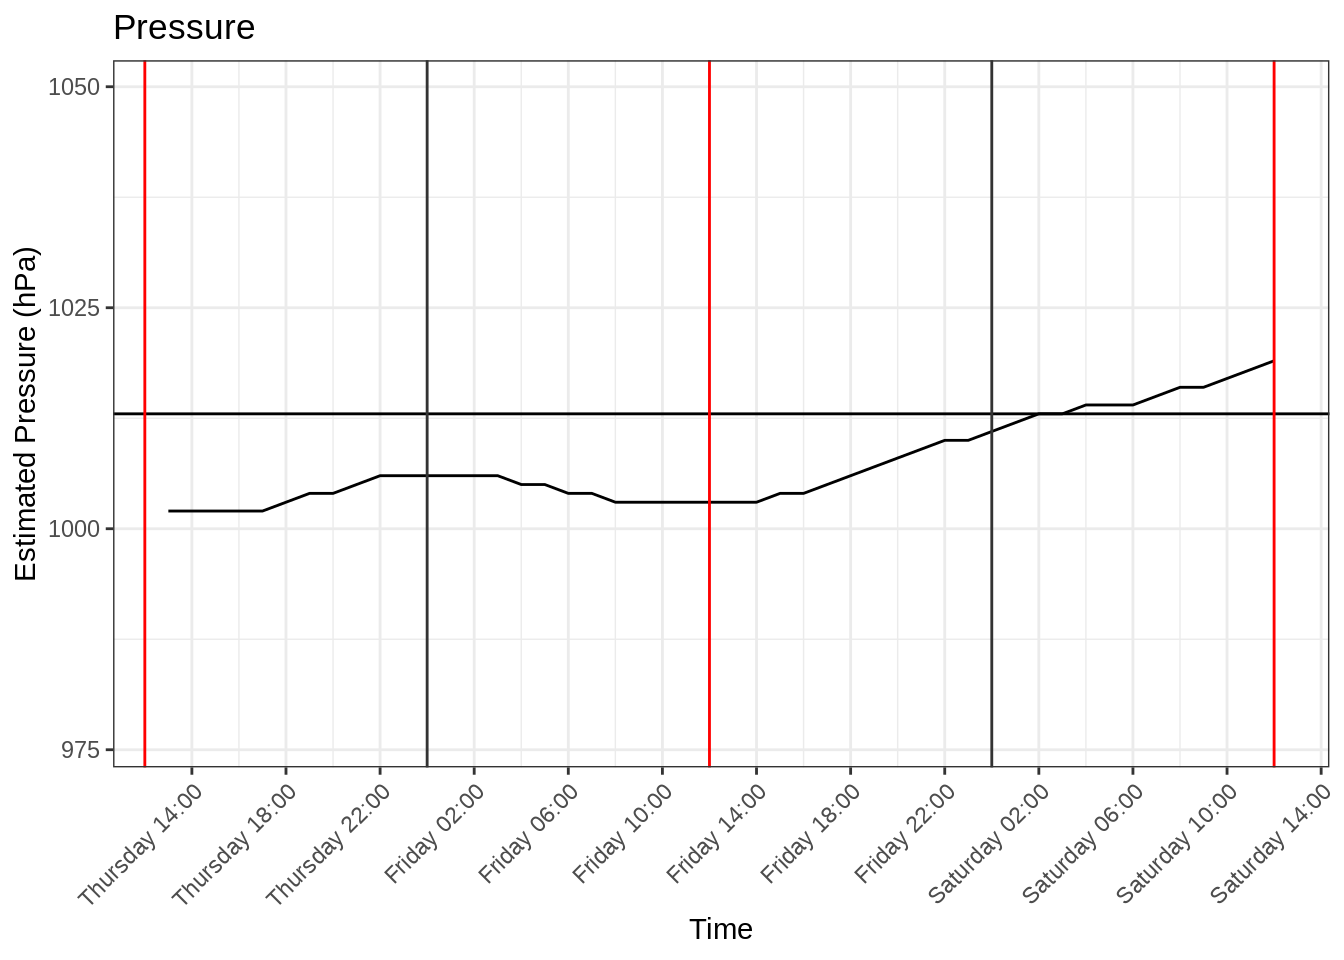 Pressure
Estimated Pressure (hPa)
1050
1025
1000
975
Thursday 14:00
Thursday 18:00
Thursday 22:00
Friday 02:00
Friday 06:00
Friday 10:00
Friday 14:00
Friday 18:00
Friday 22:00
Saturday 02:00
Saturday 06:00
Saturday 10:00
Saturday 14:00
Time